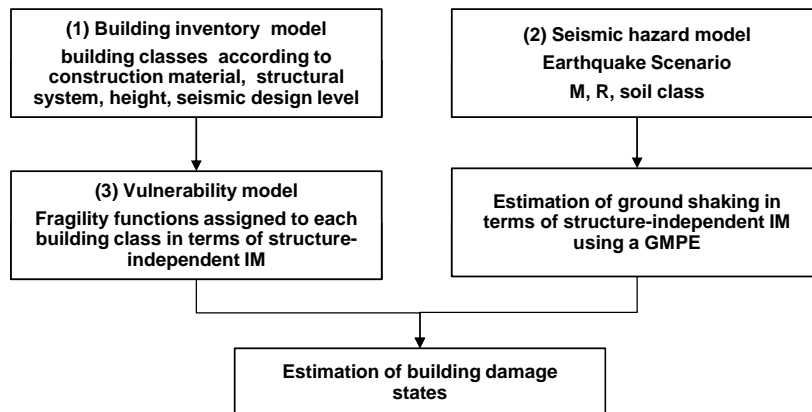 (1) Building inventory model
building classes according to
construction material, structural
system, height, seismic design level
(2) Seismic hazard model
Earthquake Scenario
M, R, soil class
(3) Vulnerability model
Fragility functions assigned to each
building class in terms of structure-
independent IM
Estimation of ground shaking in
terms of structure-independent IM
using a GMPE
Estimation of building damage
states